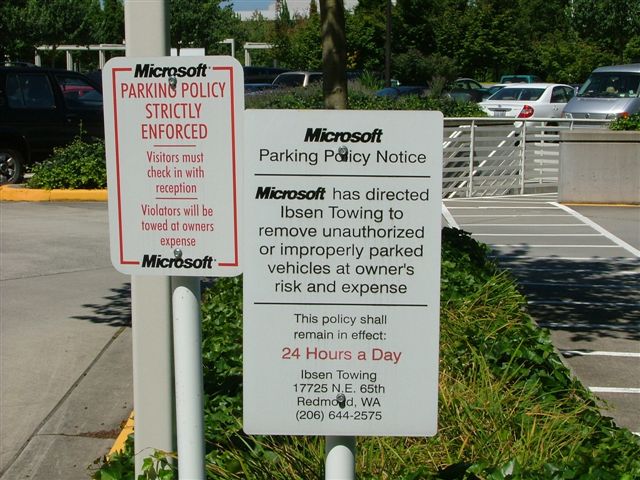 Microsoft
PARKING POLICY
STRICTLY
ENFORCED
Visitors must
check in with
reception
Violators will be
towed at owners
expense
Microsoft
Microsoft
Parking Policy Notice
Microsoft has directed
Ibsen Towing to
remove unauthorized
or improperly parked
vehicles at owner's
risk and expense
This policy shall
remain in effect:
24 Hours a Day
Ibsen Towing
17725 N.E. 65th
Redmond, WA
(206) 644-2575